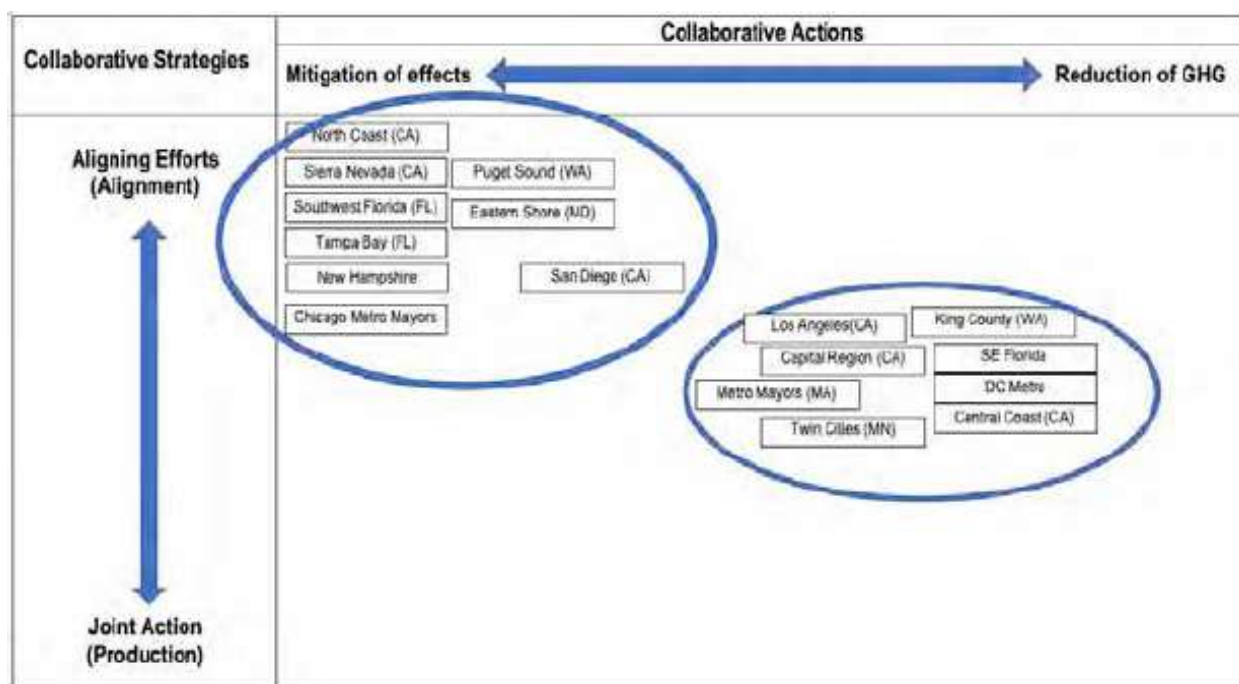 Collaborative Strategies
Collaborative Actions
Mitigation of effects
Reduction of GHG
Aligning Efforts
(Alignment)
Joint Action
(Production)
North Coast (CA)
Sierra Nevada (CA)
Puget Sound (WA)
Southwest Florida (FL)
Eastern Shore (MD)
Tampa Bay (FL)
New Hampshire
San Diego (CA)
Chicago Metro Mayors
Los Angeles(CA)
King County (WA)
Capital Region (CA)
SE Florida
Metro Mayors (MA)
DC Metro
Twin Cities (MN)
Central Coast (CA)